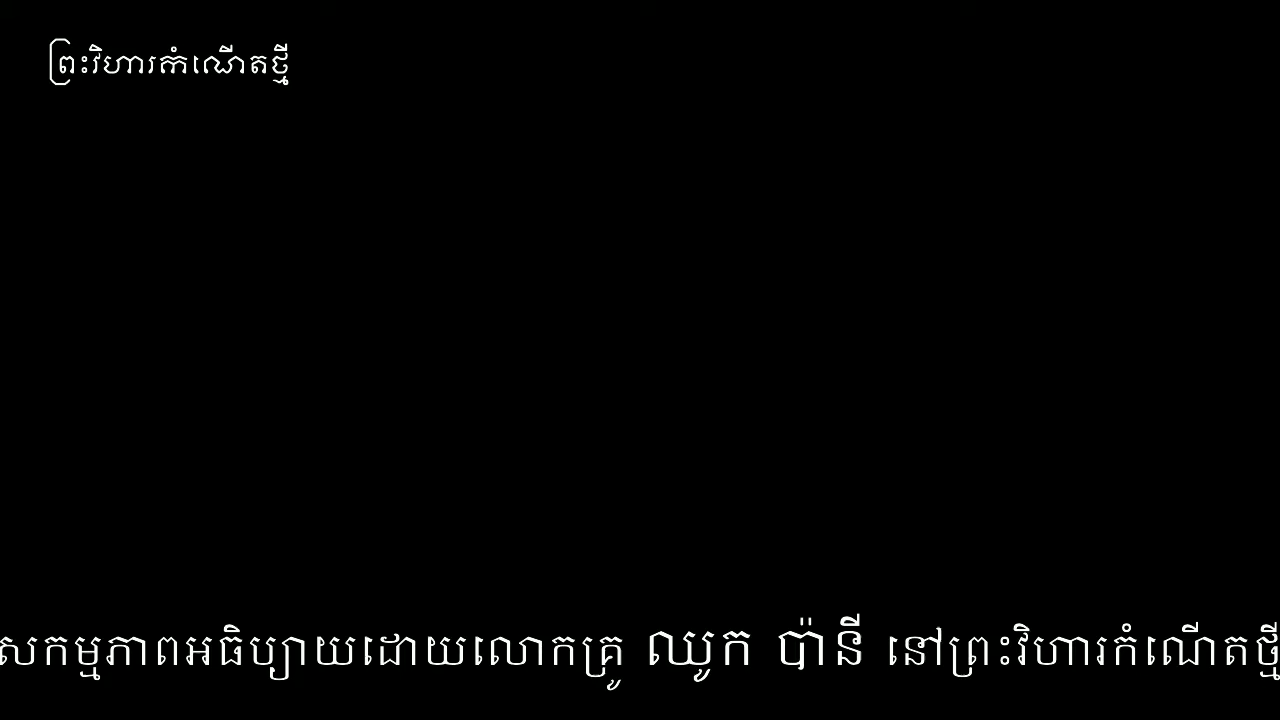 ព្រះវិហារកំណើតថ្មី
សកម្មភាពអធិប្បាយដោយលោកគ្រូ ឈូក ប៉ានី នៅព្រះវិហារកំណើតថ្មី